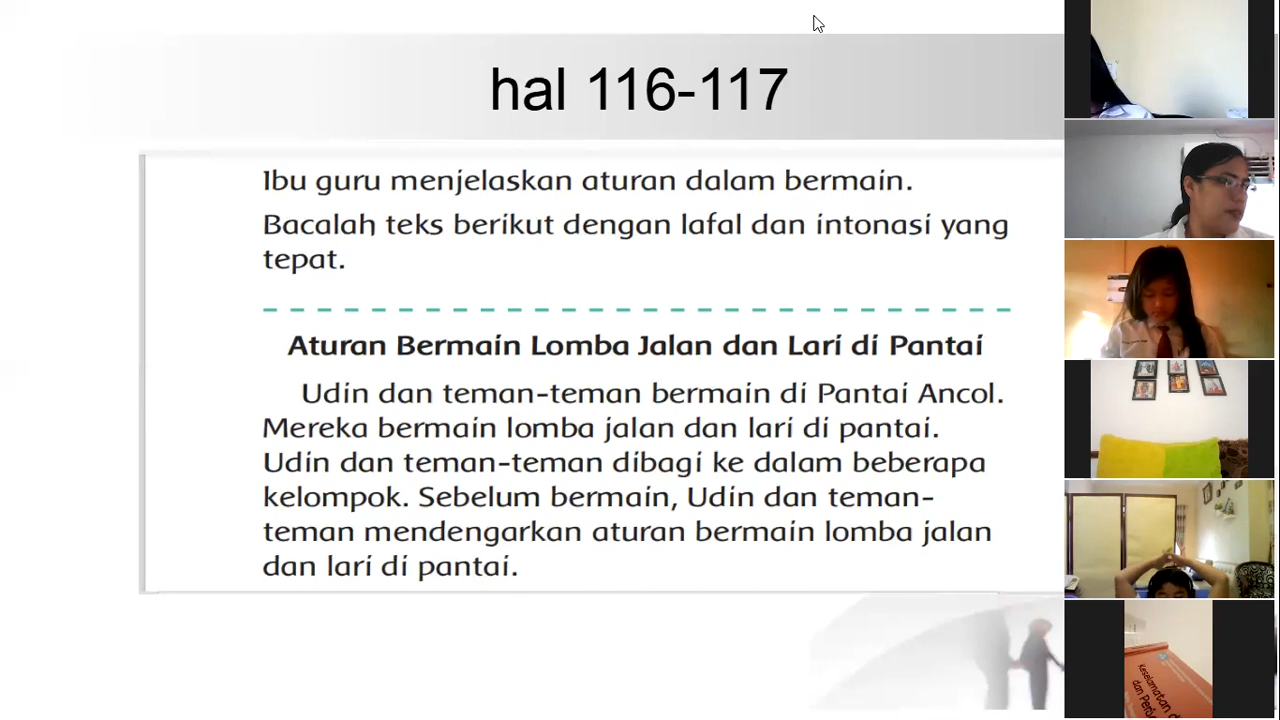 hal 116-117
Ibu guru menjelaskan aturan dalam bermain.
Bacalah teks berikut dengan lafal dan intonasi yang
tepat.
Aturan Bermain Lomba Jalan dan Lari di Pantai
Udin dan teman-teman bermain di Pantai Ancol.
Mereka bermain lomba jalan dan lari di pantai.
Udin dan teman-teman dibagi ke dalam beberapa
kelompok. Sebelum bermain, Udin dan teman-
teman mendengarkan aturan bermain lomba jalan
dan lari di pantai.
Keselamatan
dan